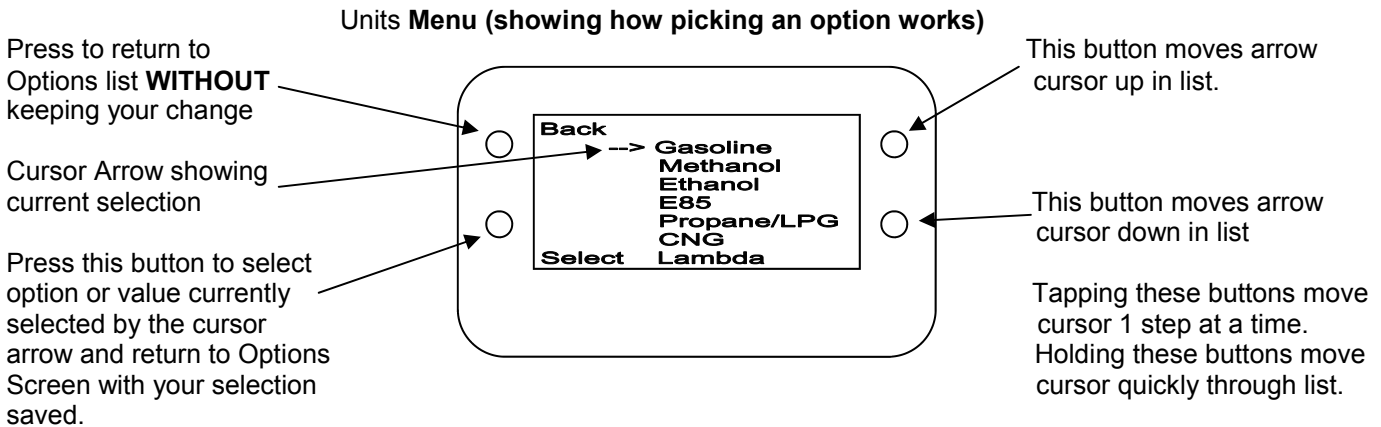 Units Menu (showing how picking an option works)
Press to return to
Options list WITHOUT
keeping your change
Cursor Arrow showing
current selection
Press this button to select
option or value currently
selected by the cursor
arrow and return to Options
Screen with your selection
saved.
Back
--> Gasoline
Methanol
Ethanol
E85
Propane/LPG
CNG
Select Lambda
This button moves arrow
cursor up in list.
This button moves arrow
cursor down in list
Tapping these buttons move
cursor 1 step at a time.
Holding these buttons move
cursor quickly through list.